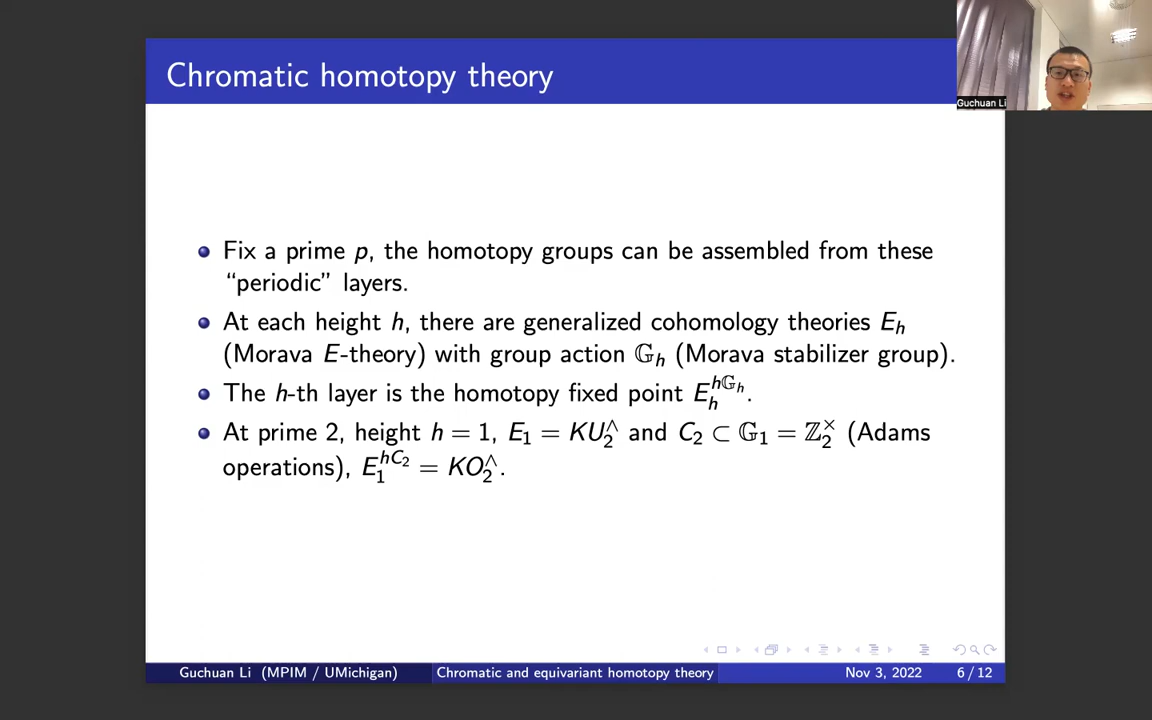 Chromatic homotopy theory
Guchuan Li
Fix a prime p, the homotopy groups can be assembled from these
“periodic” layers.
At each height h, there are generalized cohomology theories E_h
(Morava E-theory) with group action 𝔾_h (Morava stabilizer group).
The h-th layer is the homotopy fixed point E_h^{h𝔾_h}.
At prime 2, height h = 1, E_1 = KU_2^∧ and C_2 ⊂ 𝔾_1 = ℤ_2^× (Adams
operations), E_1^{hC_2} = KO_2^∧.
Guchuan Li (MPIM / UMichigan) Chromatic and equivariant homotopy theory Nov 3, 2022 6 / 12